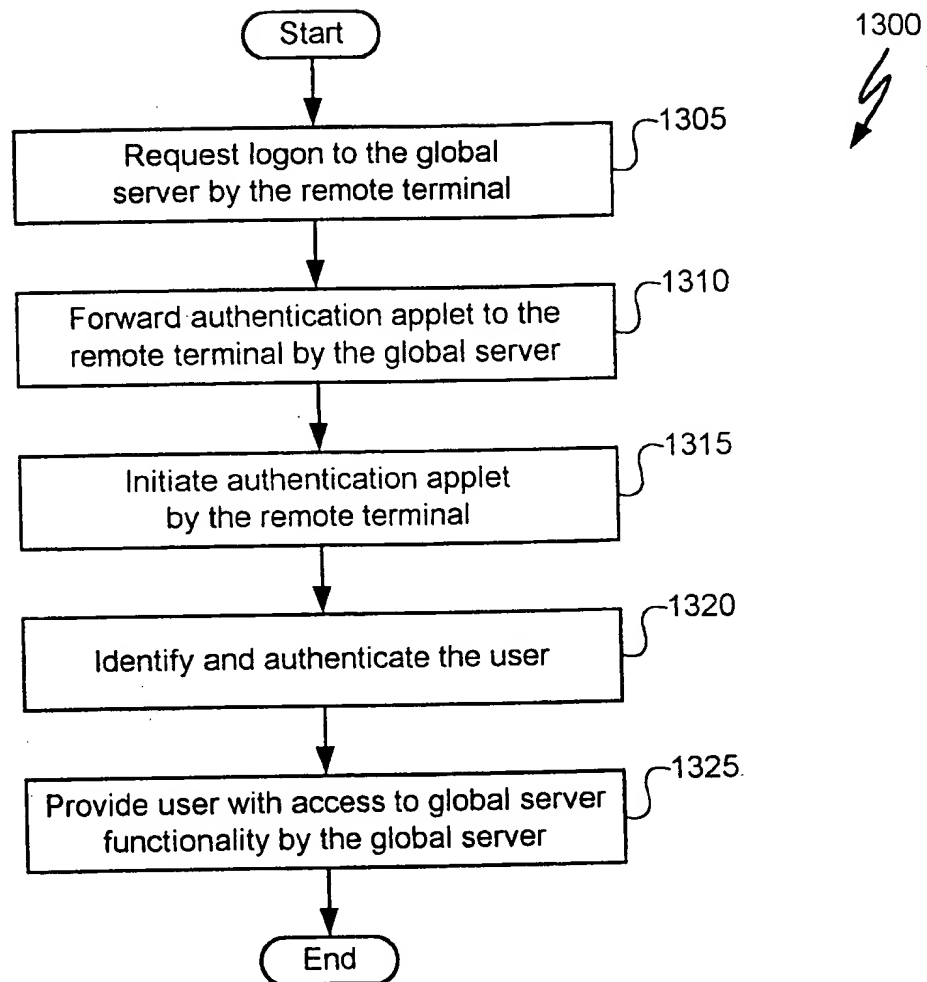 Start
1300
1305
Request logon to the global
server by the remote terminal
1310
Forward authentication applet to the
remote terminal by the global server
1315
Initiate authentication applet
by the remote terminal
1320
Identify and authenticate the user
1325
Provide user with access to global server
functionality by the global server
End